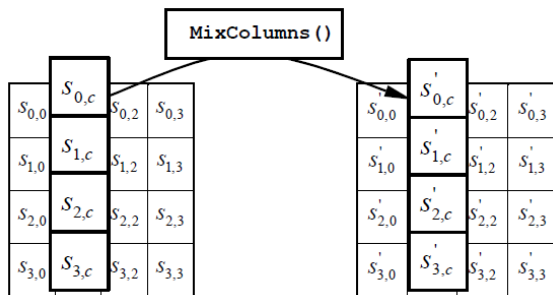 MixColumns()
S0,c S'0,c
S0,0 S0,2 S0,3 S'0,0 S'0,2 S'0,3
S1,c S'1,c
S1,0 S1,2 S1,3 S'1,0 S'1,2 S'1,3
S2,c S'2,c
S2,0 S2,2 S2,3 S'2,0 S'2,2 S'2,3
S3,c S'3,c
S3,0 S3,2 S3,3 S'3,0 S'3,2 S'3,3